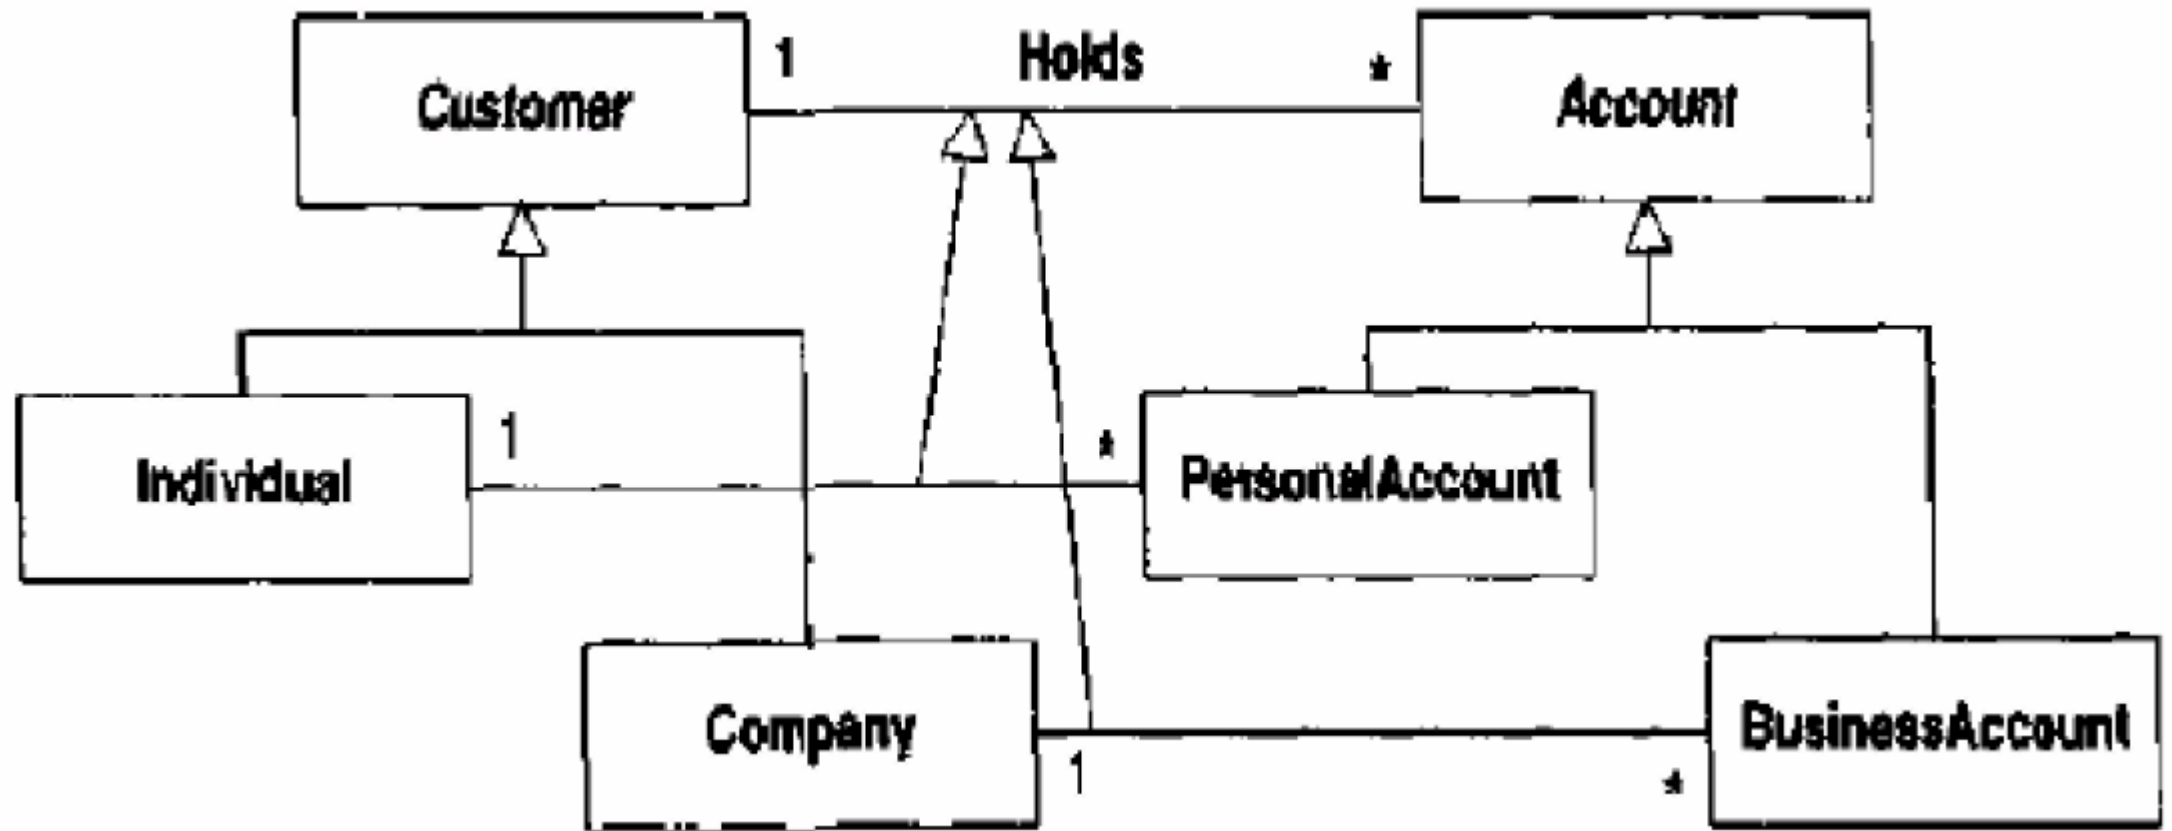 1 Holds *
Customer Account
1 *
Individual PersonalAccount
Company BusinessAccount
1 *